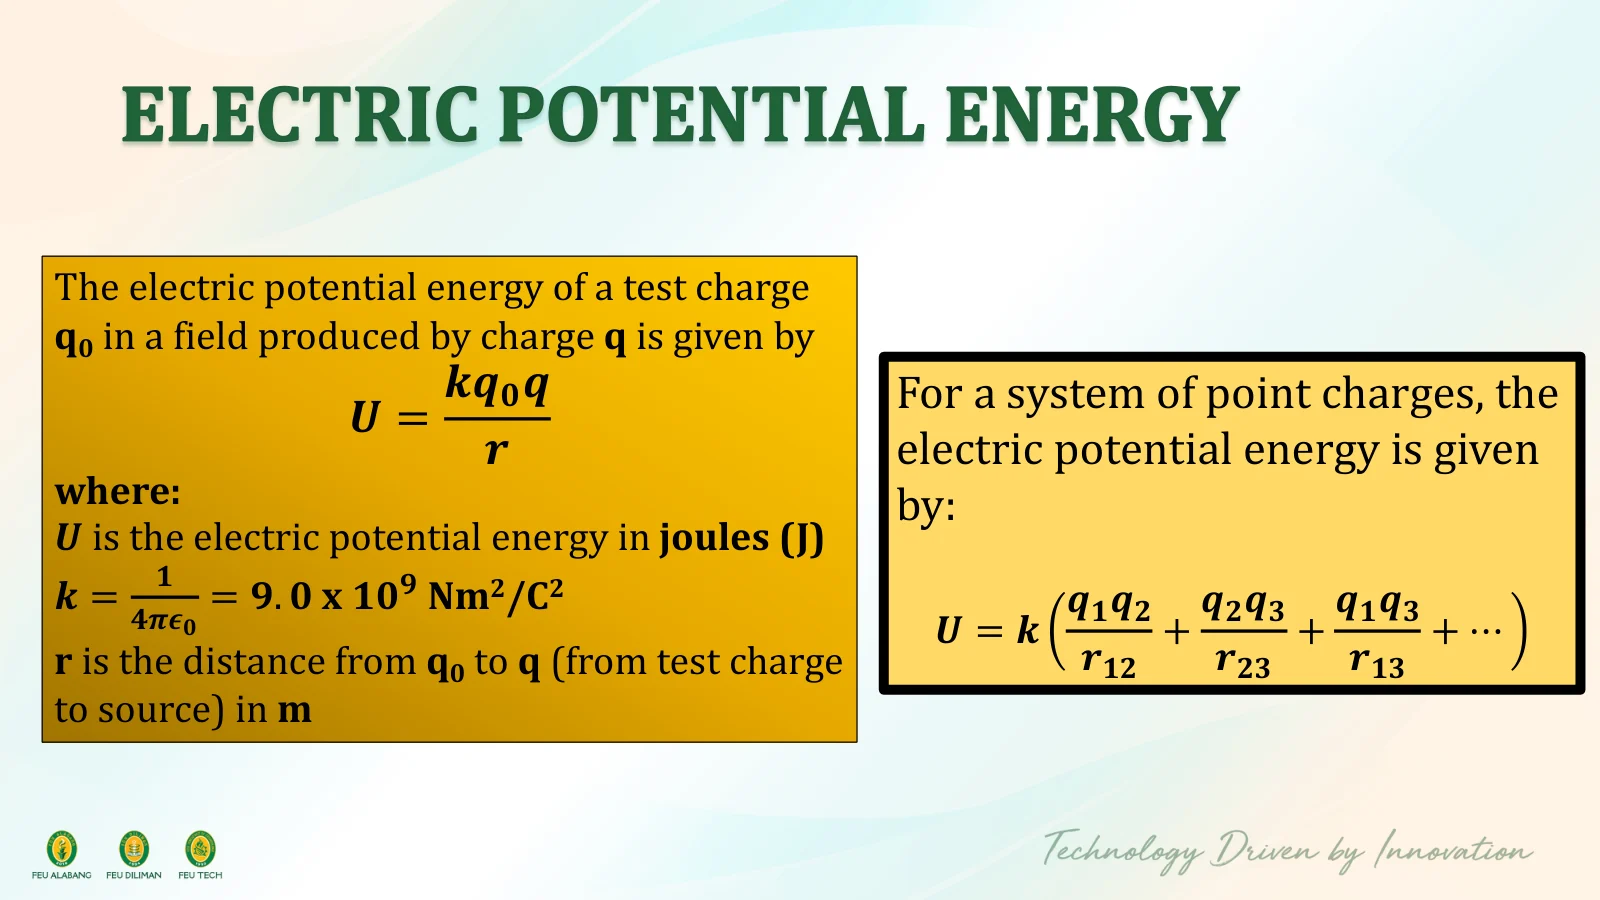 ELECTRIC POTENTIAL ENERGY
The electric potential energy of a test charge
q₀ in a field produced by charge q is given by
U = kq₀q / r
where:
U is the electric potential energy in joules (J)
k = 1 / 4πϵ₀ = 9.0 x 10⁹ Nm²/C²
r is the distance from q₀ to q (from test charge
to source) in m
For a system of point charges, the
electric potential energy is given
by:
U = k(q₁q₂ / r₁₂ + q₂q₃ / r₂₃ + q₁q₃ / r₁₃ + ⋯)
FEU ALABANG FEU DILIMAN FEU TECH
Technology Driven by Innovation